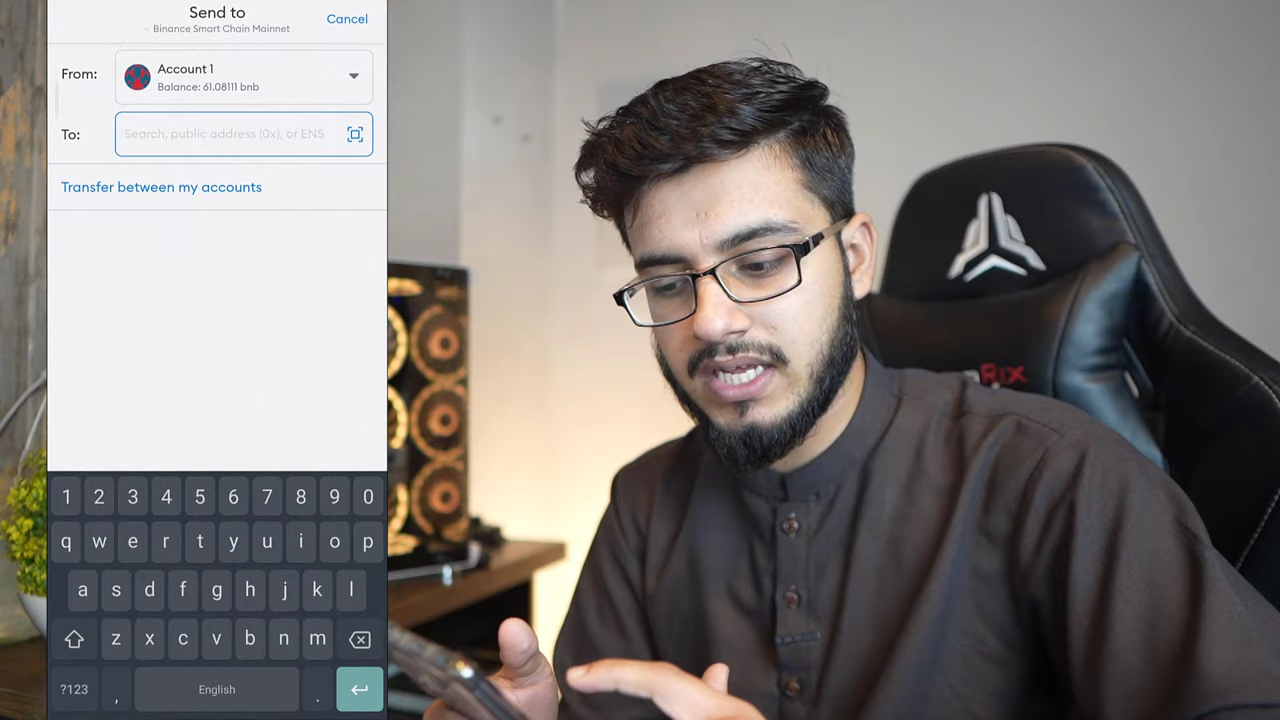 Send to
Cancel
Binance Smart Chain Mainnet
From:
Account 1
Balance: 61.08111 bnb
To:
Search, public address (0x), or ENS
Transfer between my accounts
1 2 3 4 5 6 7 8 9 0
q w e r t y u i o p
a s d f g h j k l
z x c v b n m
?123 , English .